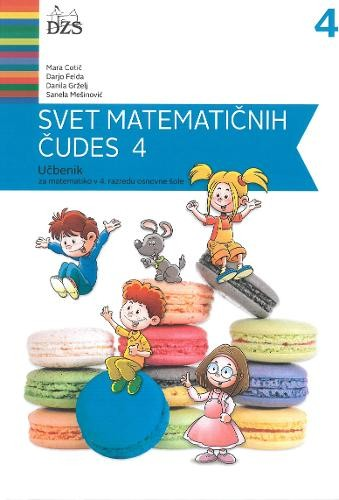 DZS
4
Mara Cotič
Darjo Felda
Danila Grželj
Sanela Mešinović
SVET MATEMATIČNIH
ČUDES 4
Učbenik
za matematiko v 4. razredu osnovne šole